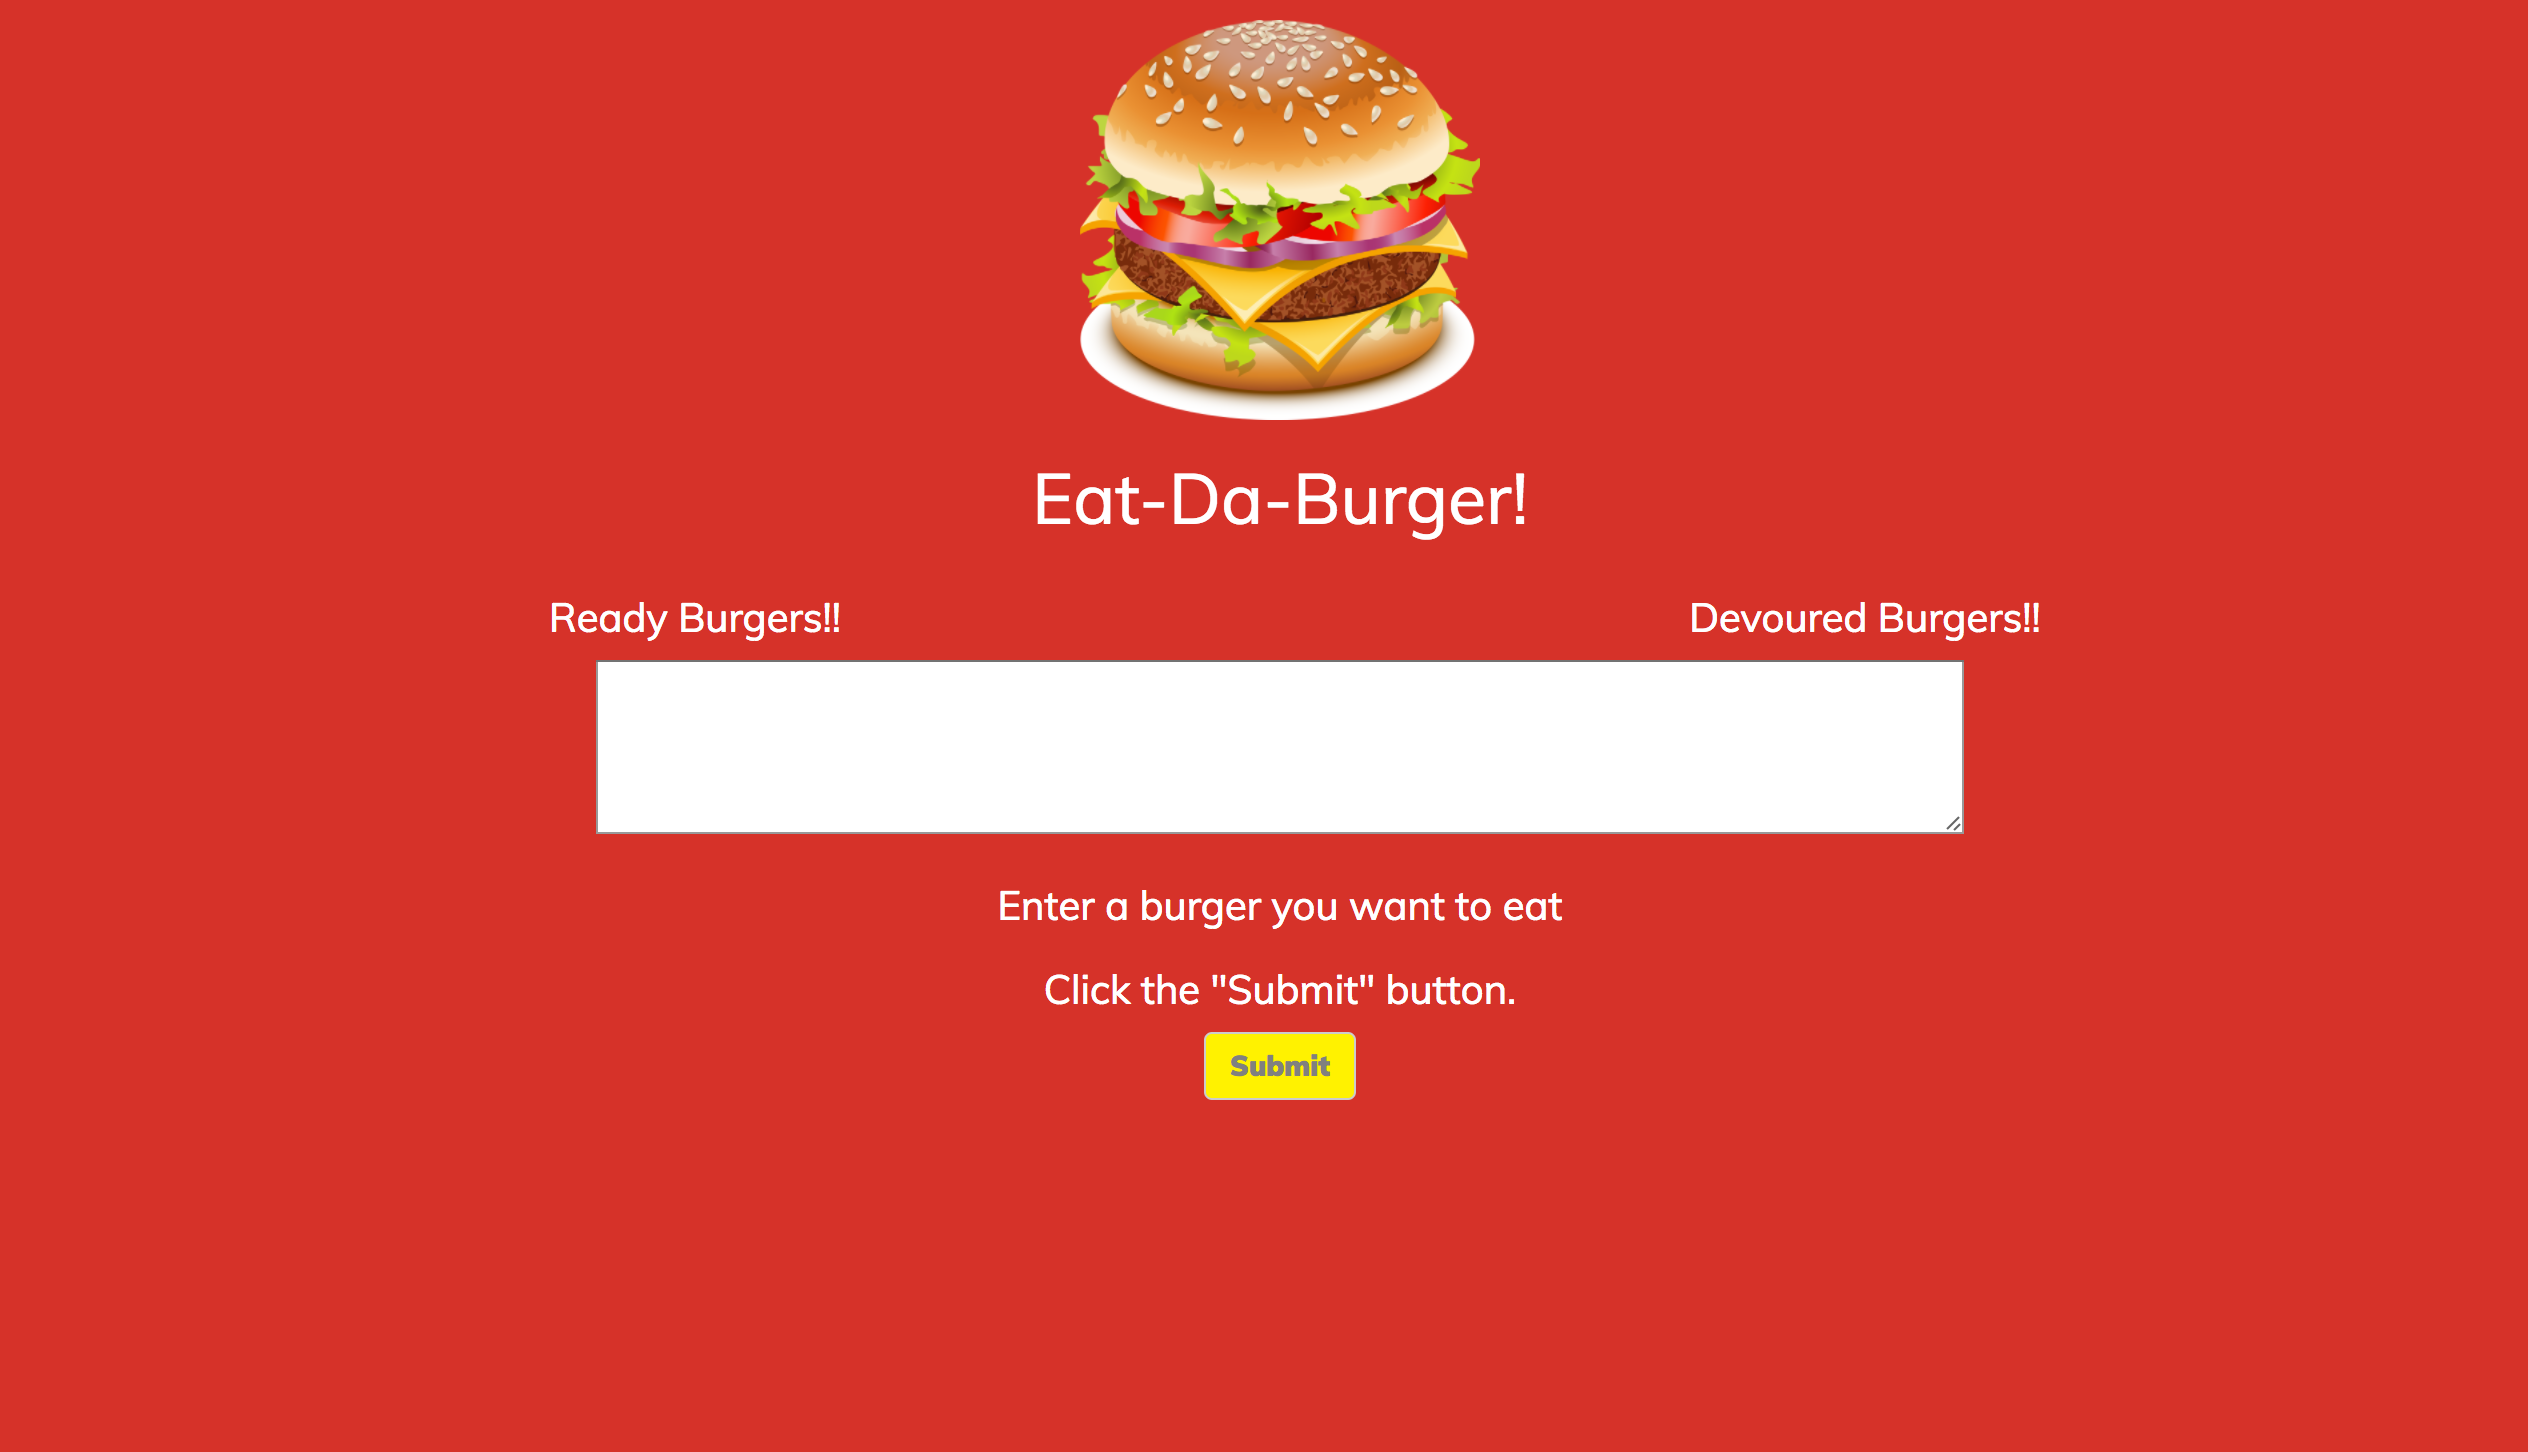 Eat-Da-Burger!
Ready Burgers!!
Devoured Burgers!!
Enter a burger you want to eat
Click the "Submit" button.
Submit